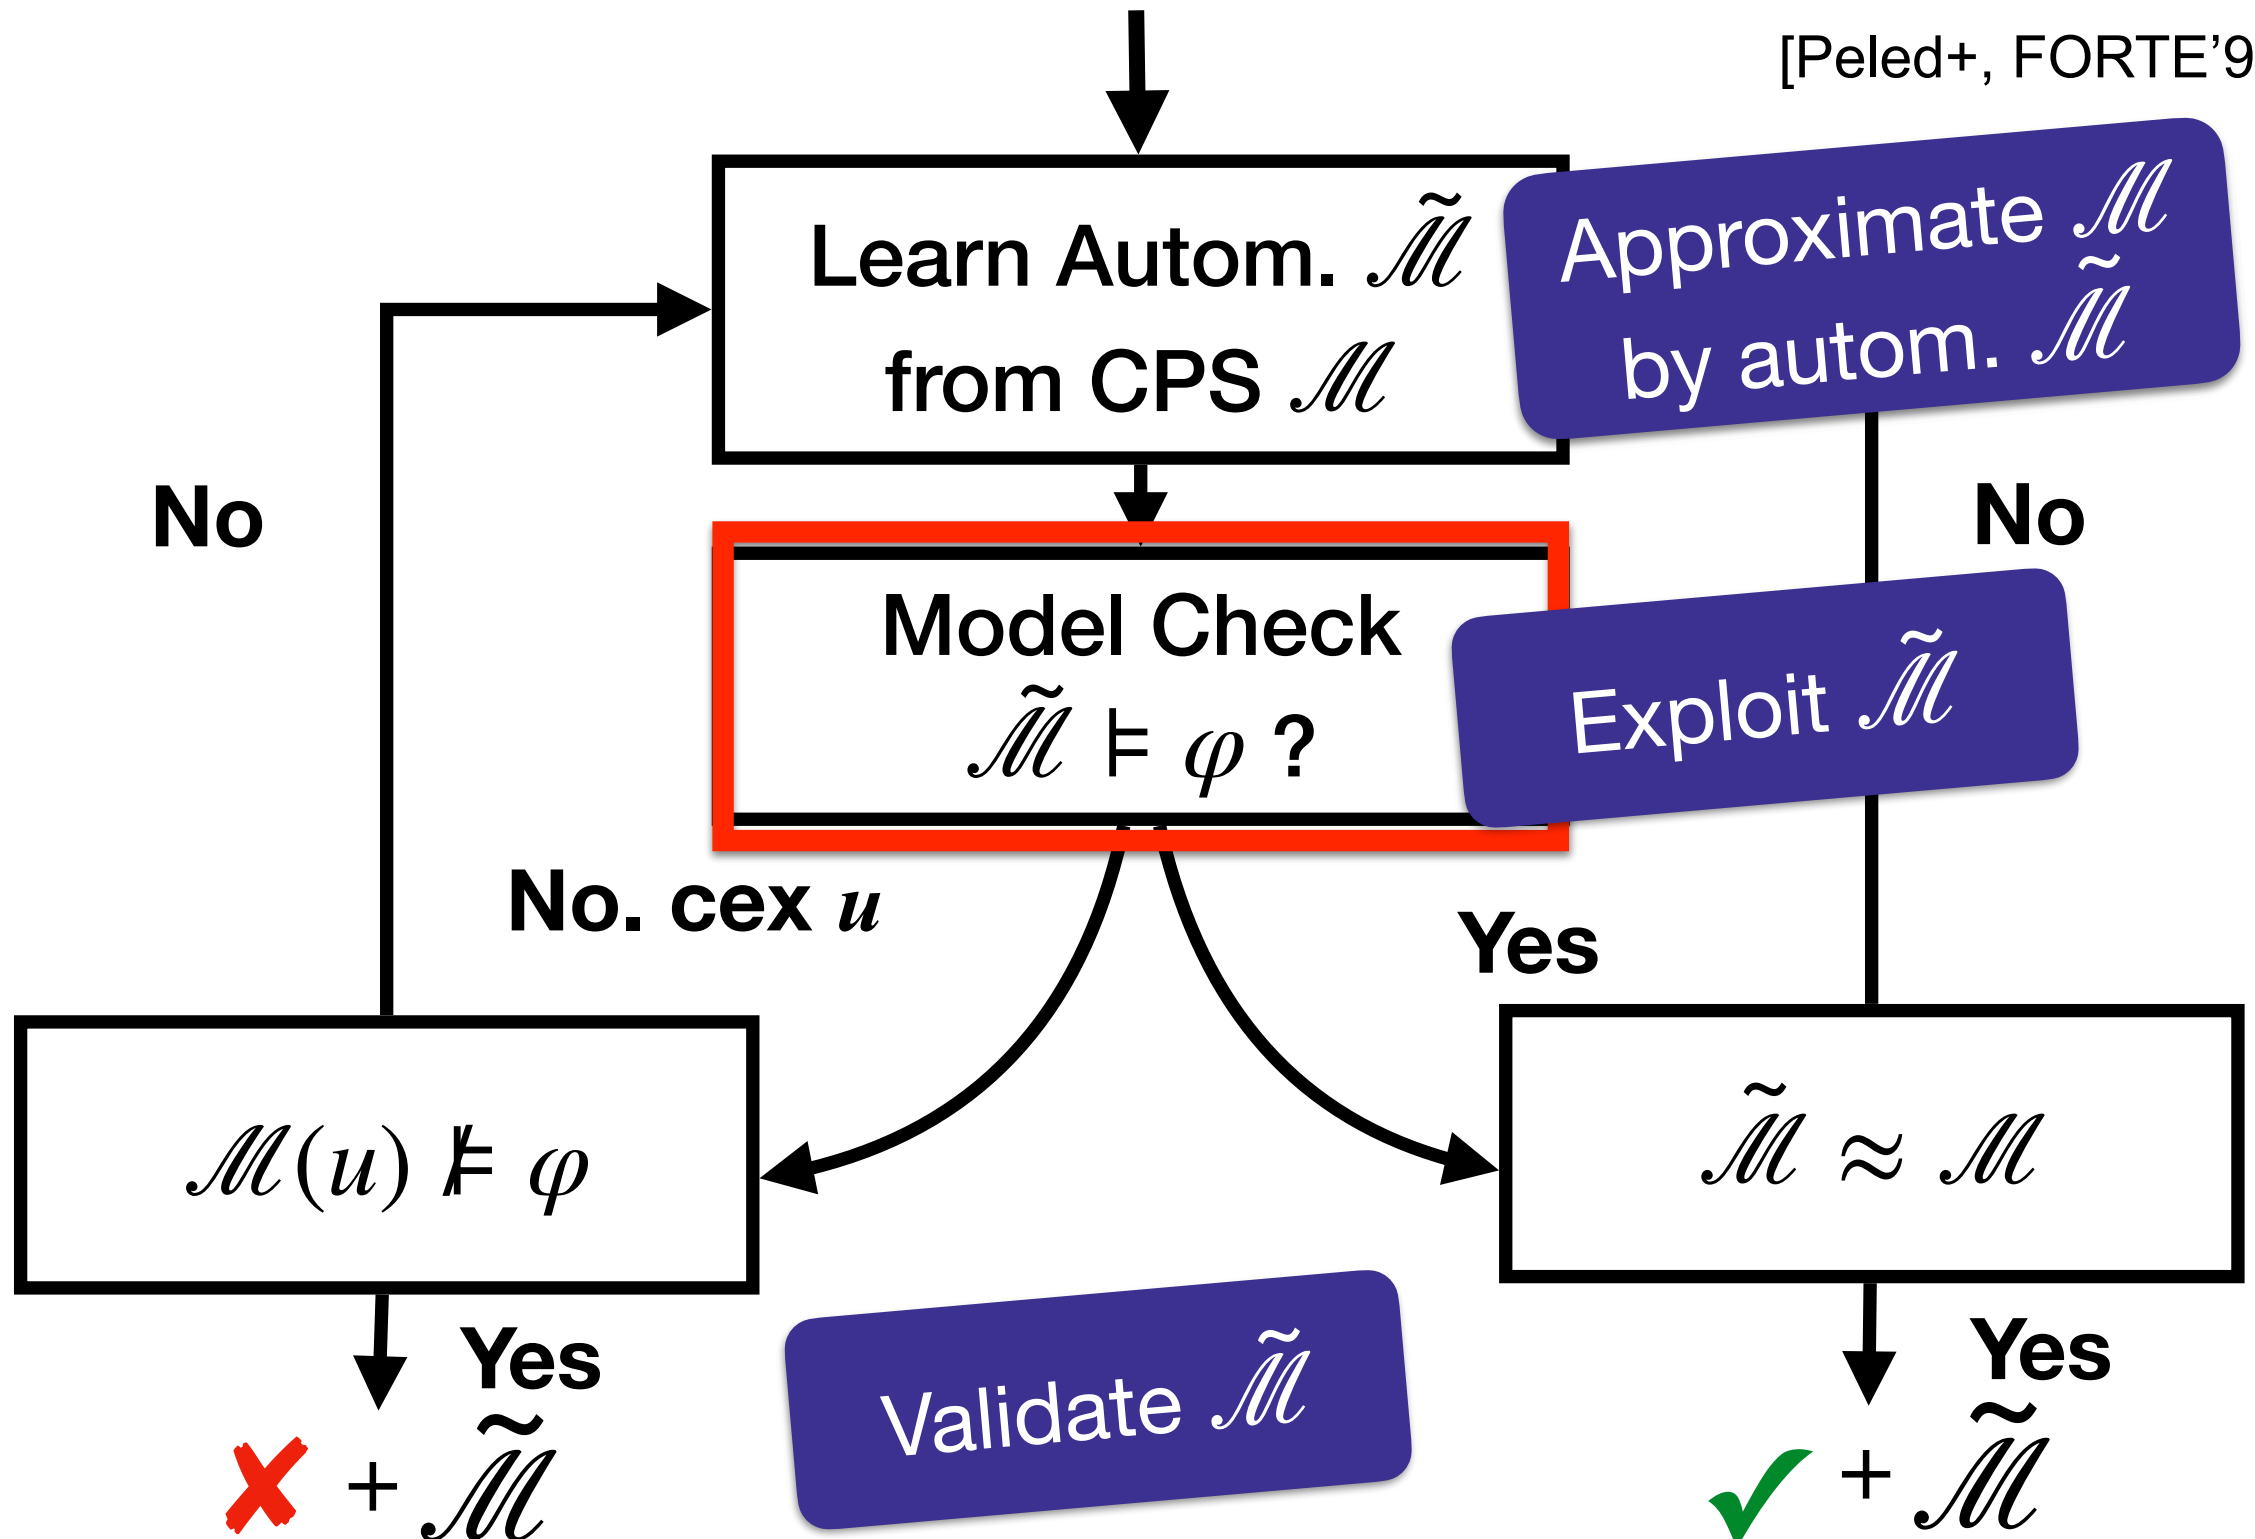 [Peled+, FORTE'9
Learn Autom. ℳ̃
from CPS ℳ
Approximate ℳ
by autom. ℳ̃
No
No
Model Check
ℳ̃ ⊨ φ ?
Exploit ℳ̃
No. cex u
Yes
ℳ(u) ⊭ φ
ℳ̃ ≈ ℳ
Validate ℳ̃
Yes
Yes
✘ + ℳ̃
✓ + ℳ̃